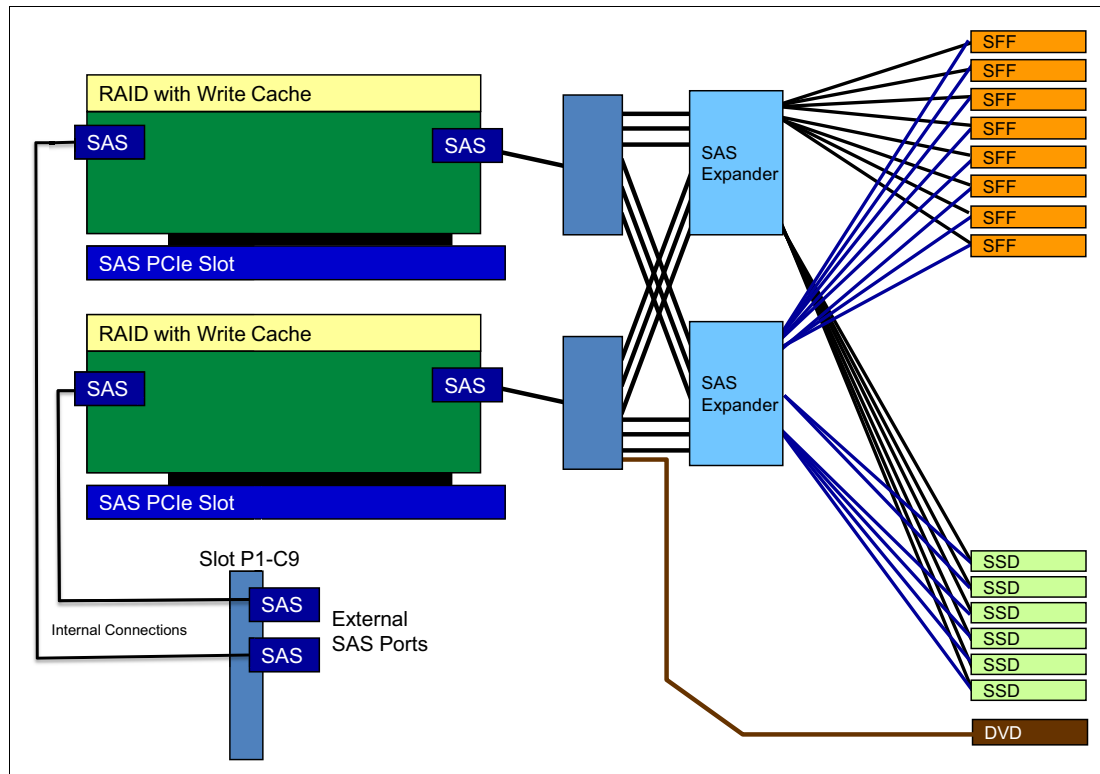 RAID with Write Cache
SAS
SAS
SAS PCIe Slot
RAID with Write Cache
SAS
SAS
SAS PCIe Slot
Slot P1-C9
SAS
SAS
Internal Connections
External
SAS Ports
SAS
Expander
SAS
Expander
SFF
SFF
SFF
SFF
SFF
SFF
SFF
SFF
SSD
SSD
SSD
SSD
SSD
SSD
DVD